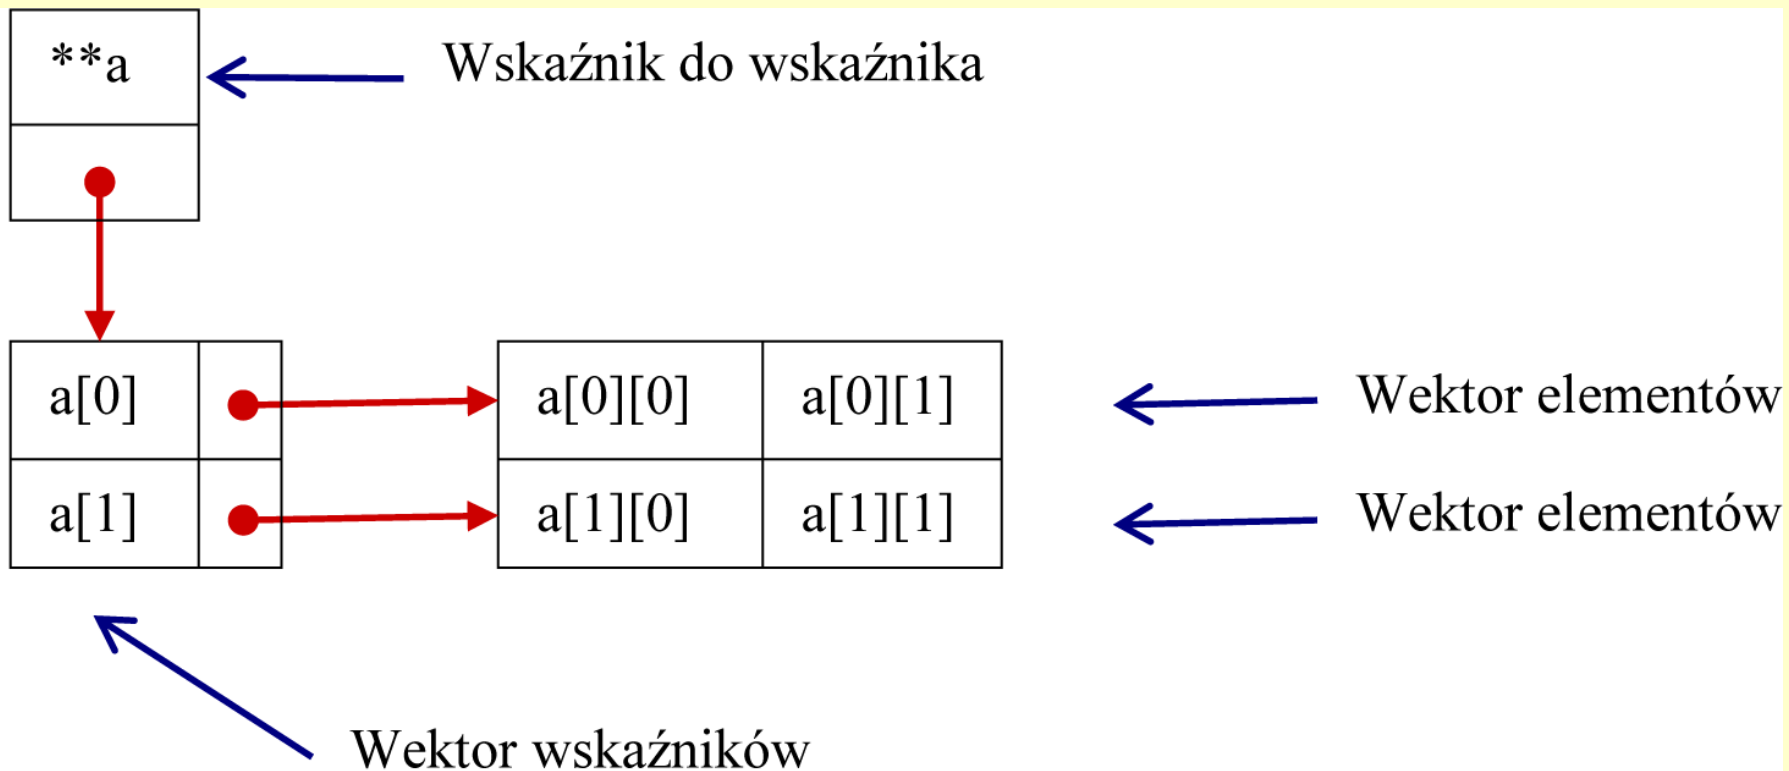 **a
Wskaźnik do wskaźnika
a[0]
a[0][0]
a[0][1]
Wektor elementów
a[1]
a[1][0]
a[1][1]
Wektor elementów
Wektor wskaźników